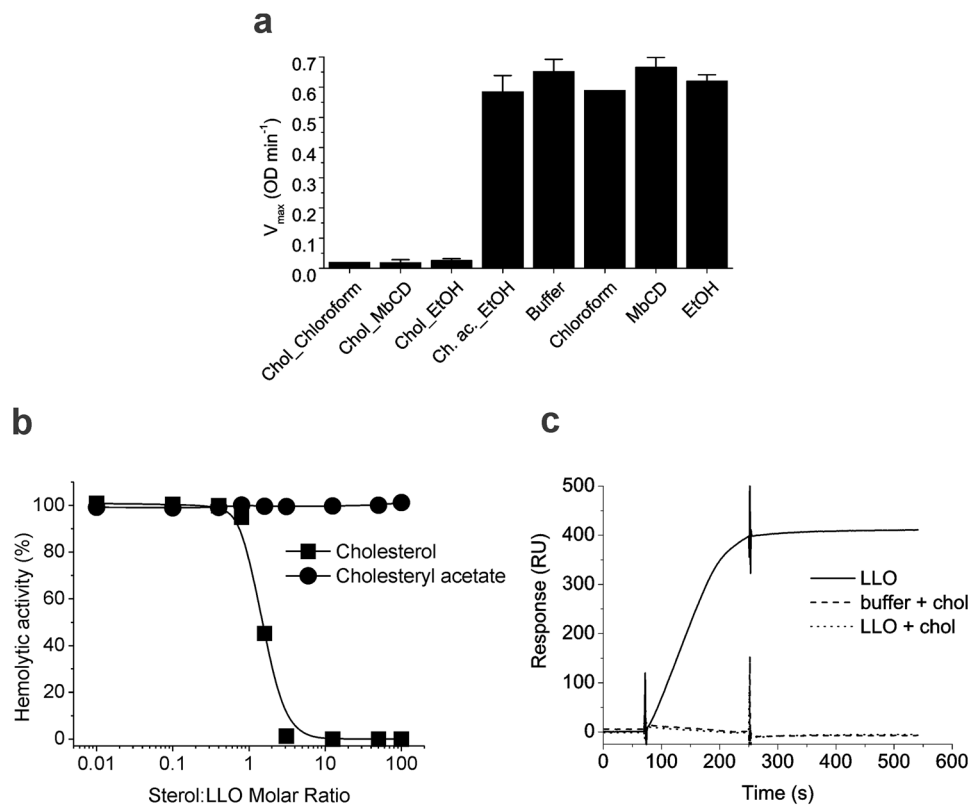 a
V_max (OD min⁻¹)
0.7
0.6
0.5
0.4
0.3
0.2
0.1
0.0
Chol_Chloroform
Chol_MbCD
Chol_EtOH
Ch. ac._EtOH
Buffer
Chloroform
MbCD
EtOH
b
Hemolytic activity (%)
100
80
60
40
20
0
Cholesterol
Cholesteryl acetate
0.01 0.1 1 10 100
Sterol:LLO Molar Ratio
c
Response (RU)
500
400
300
200
100
0
LLO
buffer + chol
LLO + chol
0 100 200 300 400 500 600
Time (s)